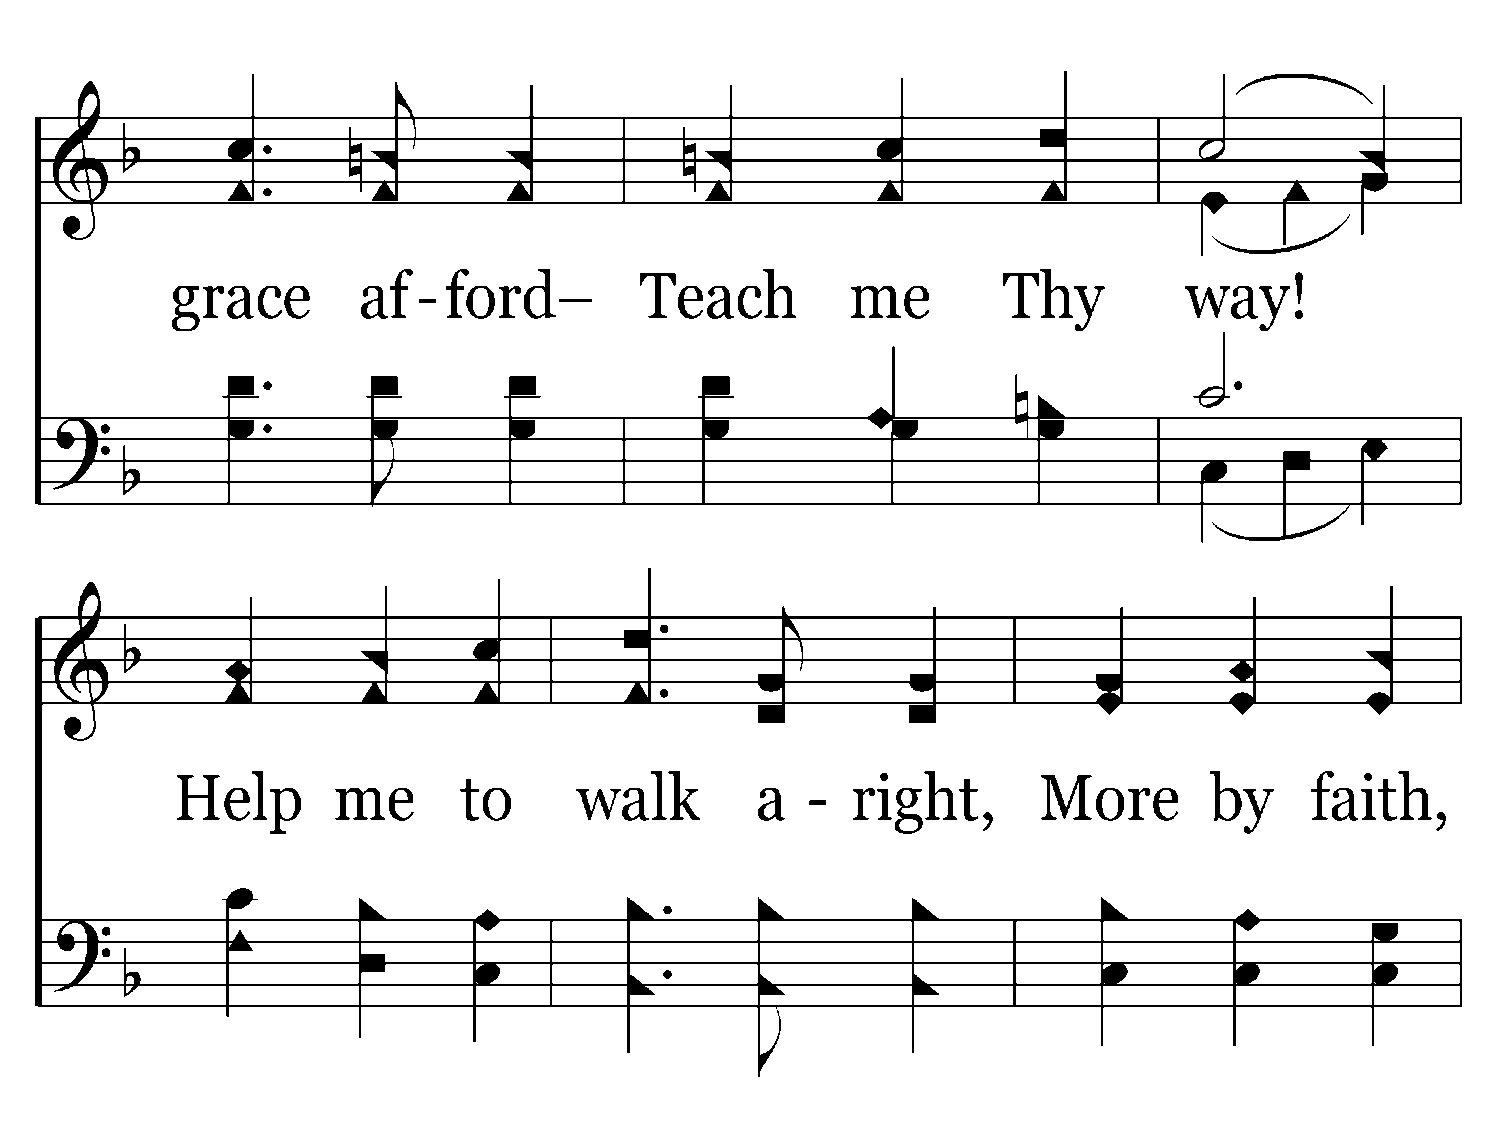 grace af-ford– Teach me Thy way!
Help me to walk a-right, More by faith,